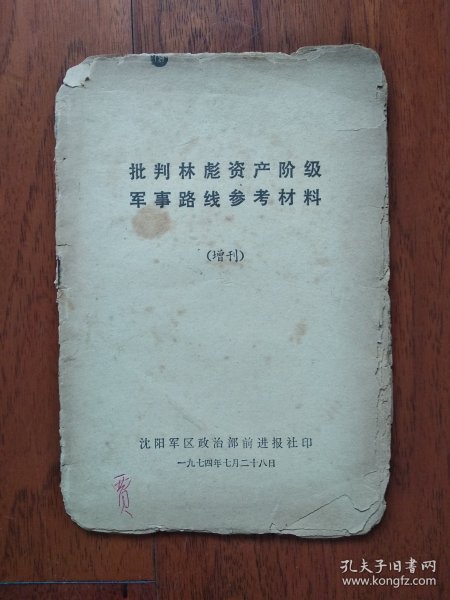 批判林彪资产阶级
军事路线参考材料
(增刊)
沈阳军区政治部前进报社印
一九七四年七月二十八日
贾
孔夫子旧书网
www.kongfz.com